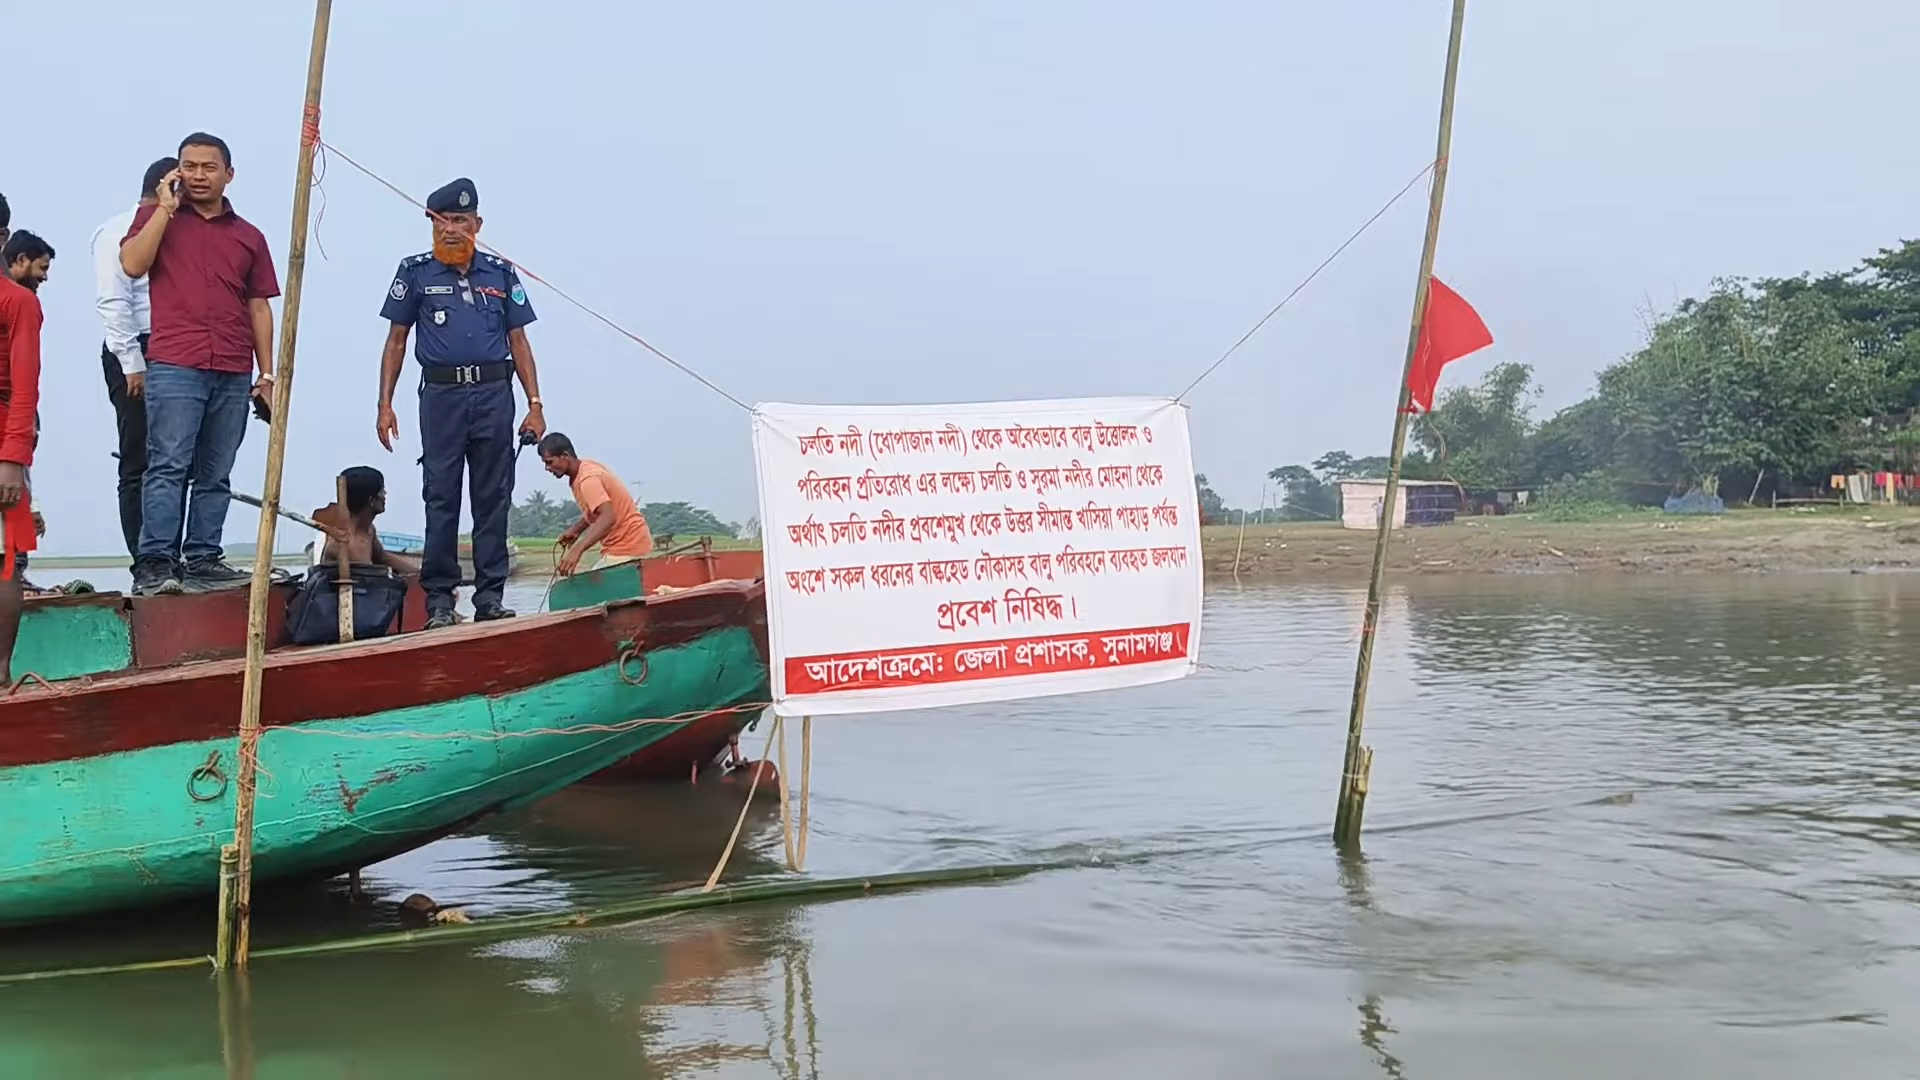 চলতি নদী (ধোপাজান নদী) থেকে অবৈধভাবে বালু উত্তোলন ও
পরিবহন প্রতিরোধ এর লক্ষ্যে চলতি ও সুরমা নদীর মোহনা থেকে
অর্থাৎ চলতি নদীর প্রবশেমুখ থেকে উত্তর সীমান্ত খাসিয়া পাহাড় পর্যন্ত
অংশে সকল ধরনের বাল্কহেড নৌকাসহ বালু পরিবহনে ব্যবহৃত জলযান
প্রবেশ নিষিদ্ধ।
আদেশক্রমে: জেলা প্রশাসক, সুনামগঞ্জ।